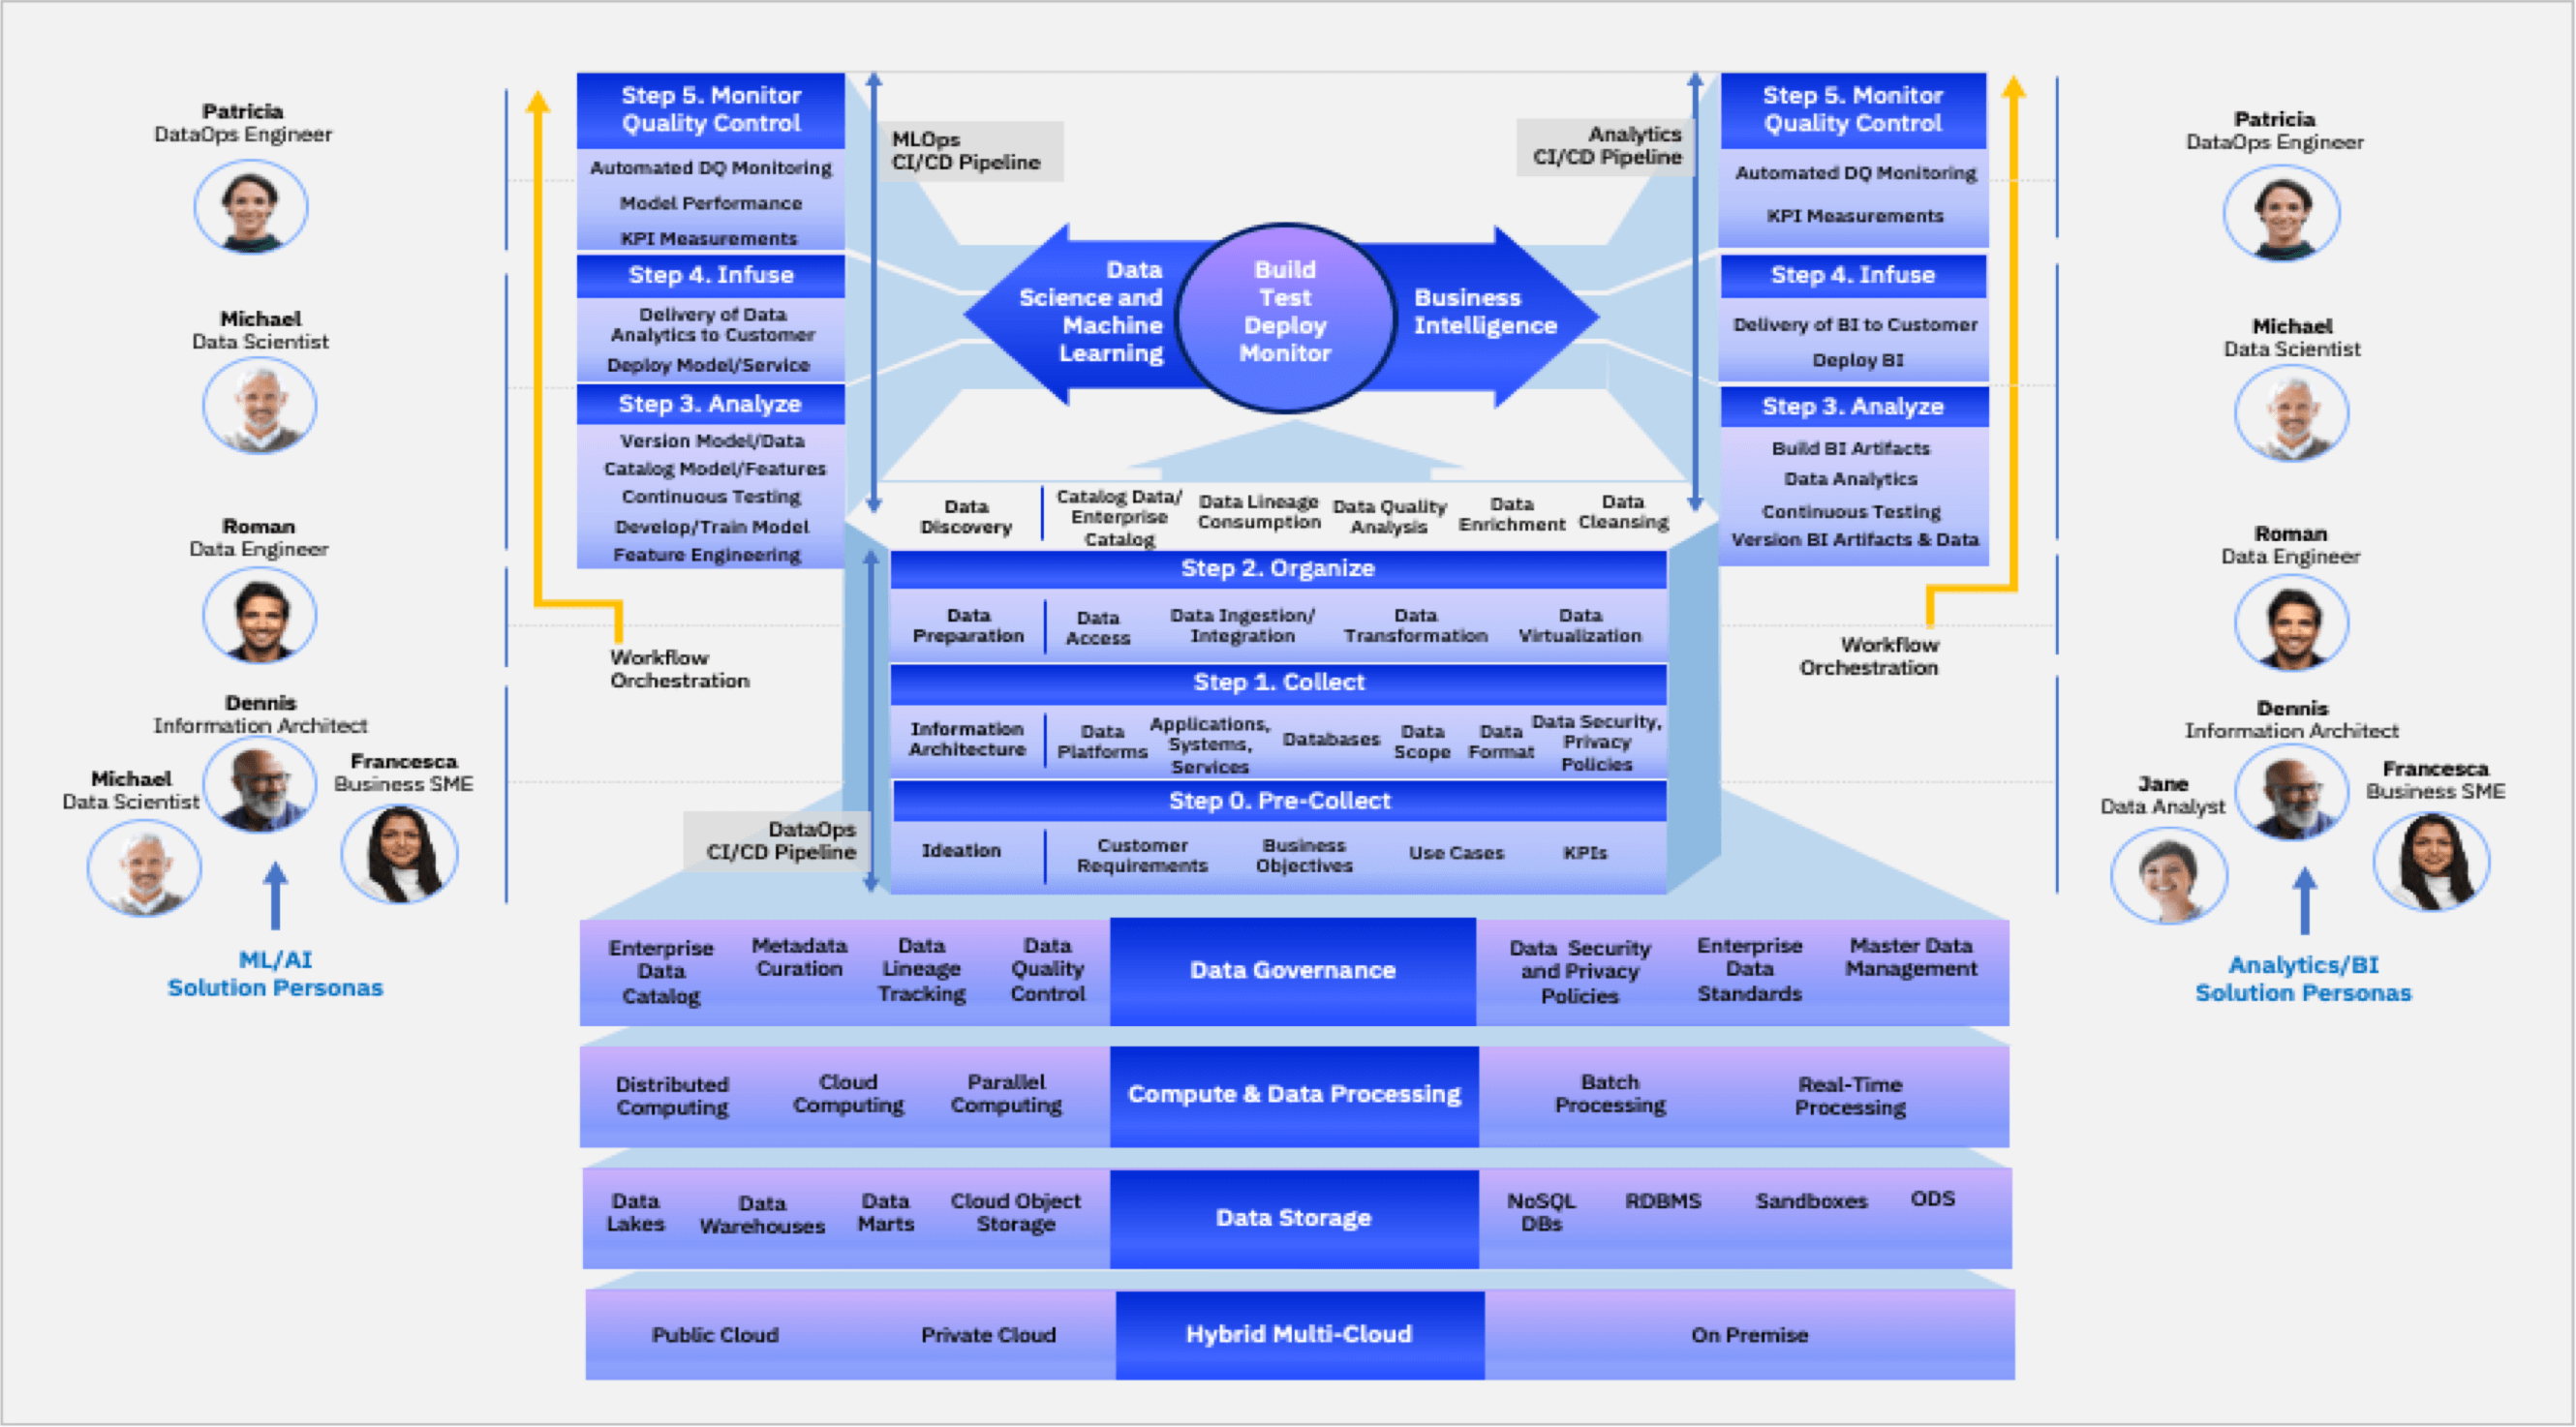 Patricia
DataOps Engineer
Michael
Data Scientist
Roman
Data Engineer
Dennis
Information Architect
Michael
Data Scientist
Francesca
Business SME
ML/AI
Solution Personas
Step 5. Monitor
Quality Control
Automated DQ Monitoring
Model Performance
KPI Measurements
Step 4. Infuse
Delivery of Data
Analytics to Customer
Deploy Model/Service
Step 3. Analyze
Version Model/Data
Catalog Model/Features
Continuous Testing
Develop/Train Model
Feature Engineering
Workflow
Orchestration
MLOps
CI/CD Pipeline
Analytics
CI/CD Pipeline
Data
Science and
Machine
Learning
Build
Test
Deploy
Monitor
Business
Intelligence
Data
Discovery
Catalog Data/
Enterprise
Catalog
Data Lineage
Consumption
Data Quality
Analysis
Data
Enrichment
Data
Cleansing
Step 2. Organize
Data
Preparation
Data
Access
Data Ingestion/
Integration
Data
Transformation
Data
Virtualization
Step 1. Collect
Information
Architecture
Data
Platforms
Applications,
Systems,
Services
Databases
Data
Scope
Data
Format
Data Security,
Privacy
Policies
Step 0. Pre-Collect
Ideation
Customer
Requirements
Business
Objectives
Use Cases
KPIs
DataOps
CI/CD Pipeline
Step 5. Monitor
Quality Control
Automated DQ Monitoring
KPI Measurements
Step 4. Infuse
Delivery of BI to Customer
Deploy BI
Step 3. Analyze
Build BI Artifacts
Data Analytics
Continuous Testing
Version BI Artifacts & Data
Workflow
Orchestration
Patricia
DataOps Engineer
Michael
Data Scientist
Roman
Data Engineer
Dennis
Information Architect
Jane
Data Analyst
Francesca
Business SME
Analytics/BI
Solution Personas
Enterprise
Data
Catalog
Metadata
Curation
Data
Lineage
Tracking
Data
Quality
Control
Data Governance
Data Security
and Privacy
Policies
Enterprise
Data
Standards
Master Data
Management
Distributed
Computing
Cloud
Computing
Parallel
Computing
Compute & Data Processing
Batch
Processing
Real-Time
Processing
Data
Lakes
Data
Warehouses
Data
Marts
Cloud Object
Storage
Data Storage
NoSQL
DBs
RDBMS
Sandboxes
ODS
Public Cloud
Private Cloud
Hybrid Multi-Cloud
On Premise